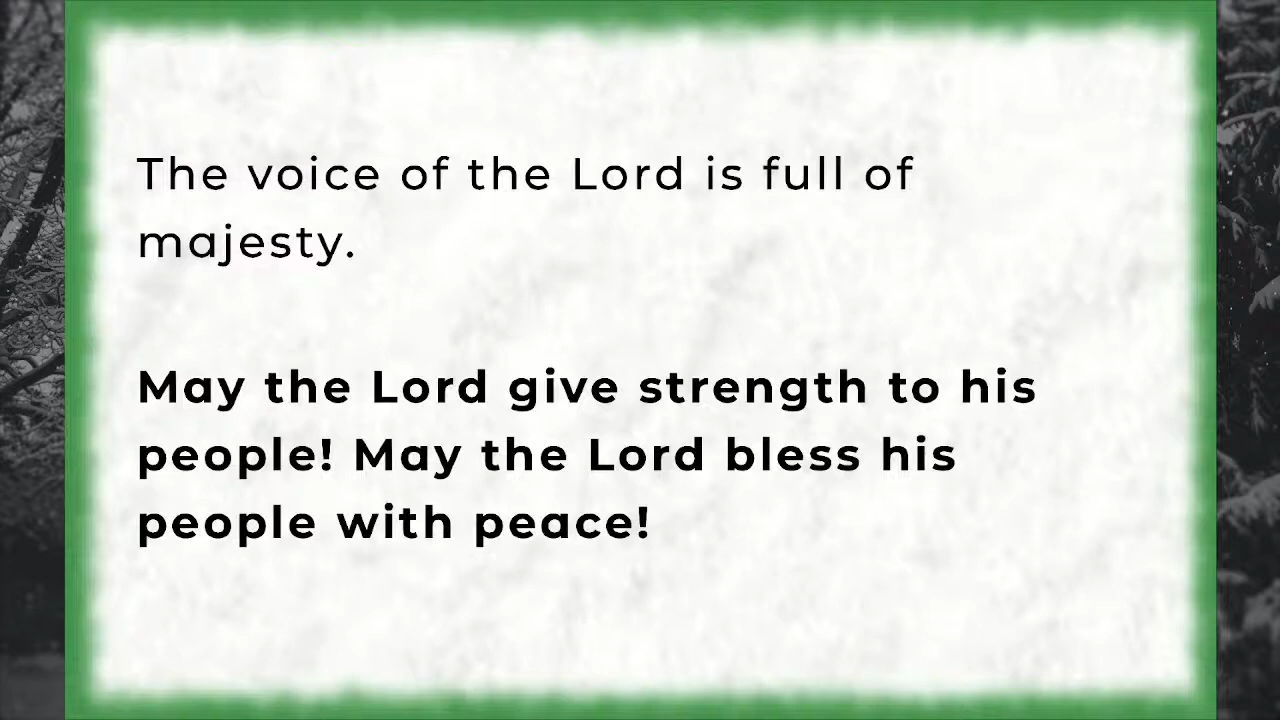 The voice of the Lord is full of
majesty.
May the Lord give strength to his
people! May the Lord bless his
people with peace!